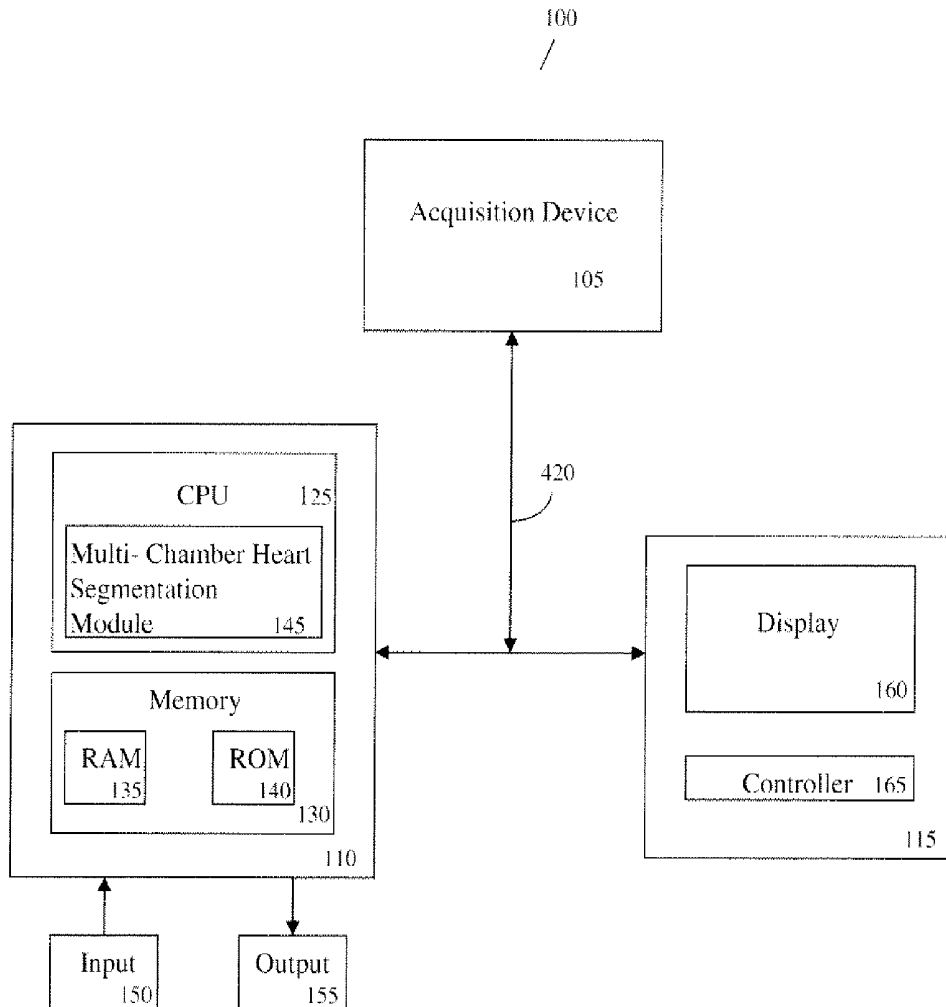 100
Acquisition Device
105
420
CPU 125
Multi- Chamber Heart
Segmentation
Module 145
Memory
RAM
135
ROM
140
130
110
Display
160
Controller 165
115
Input
150
Output
155